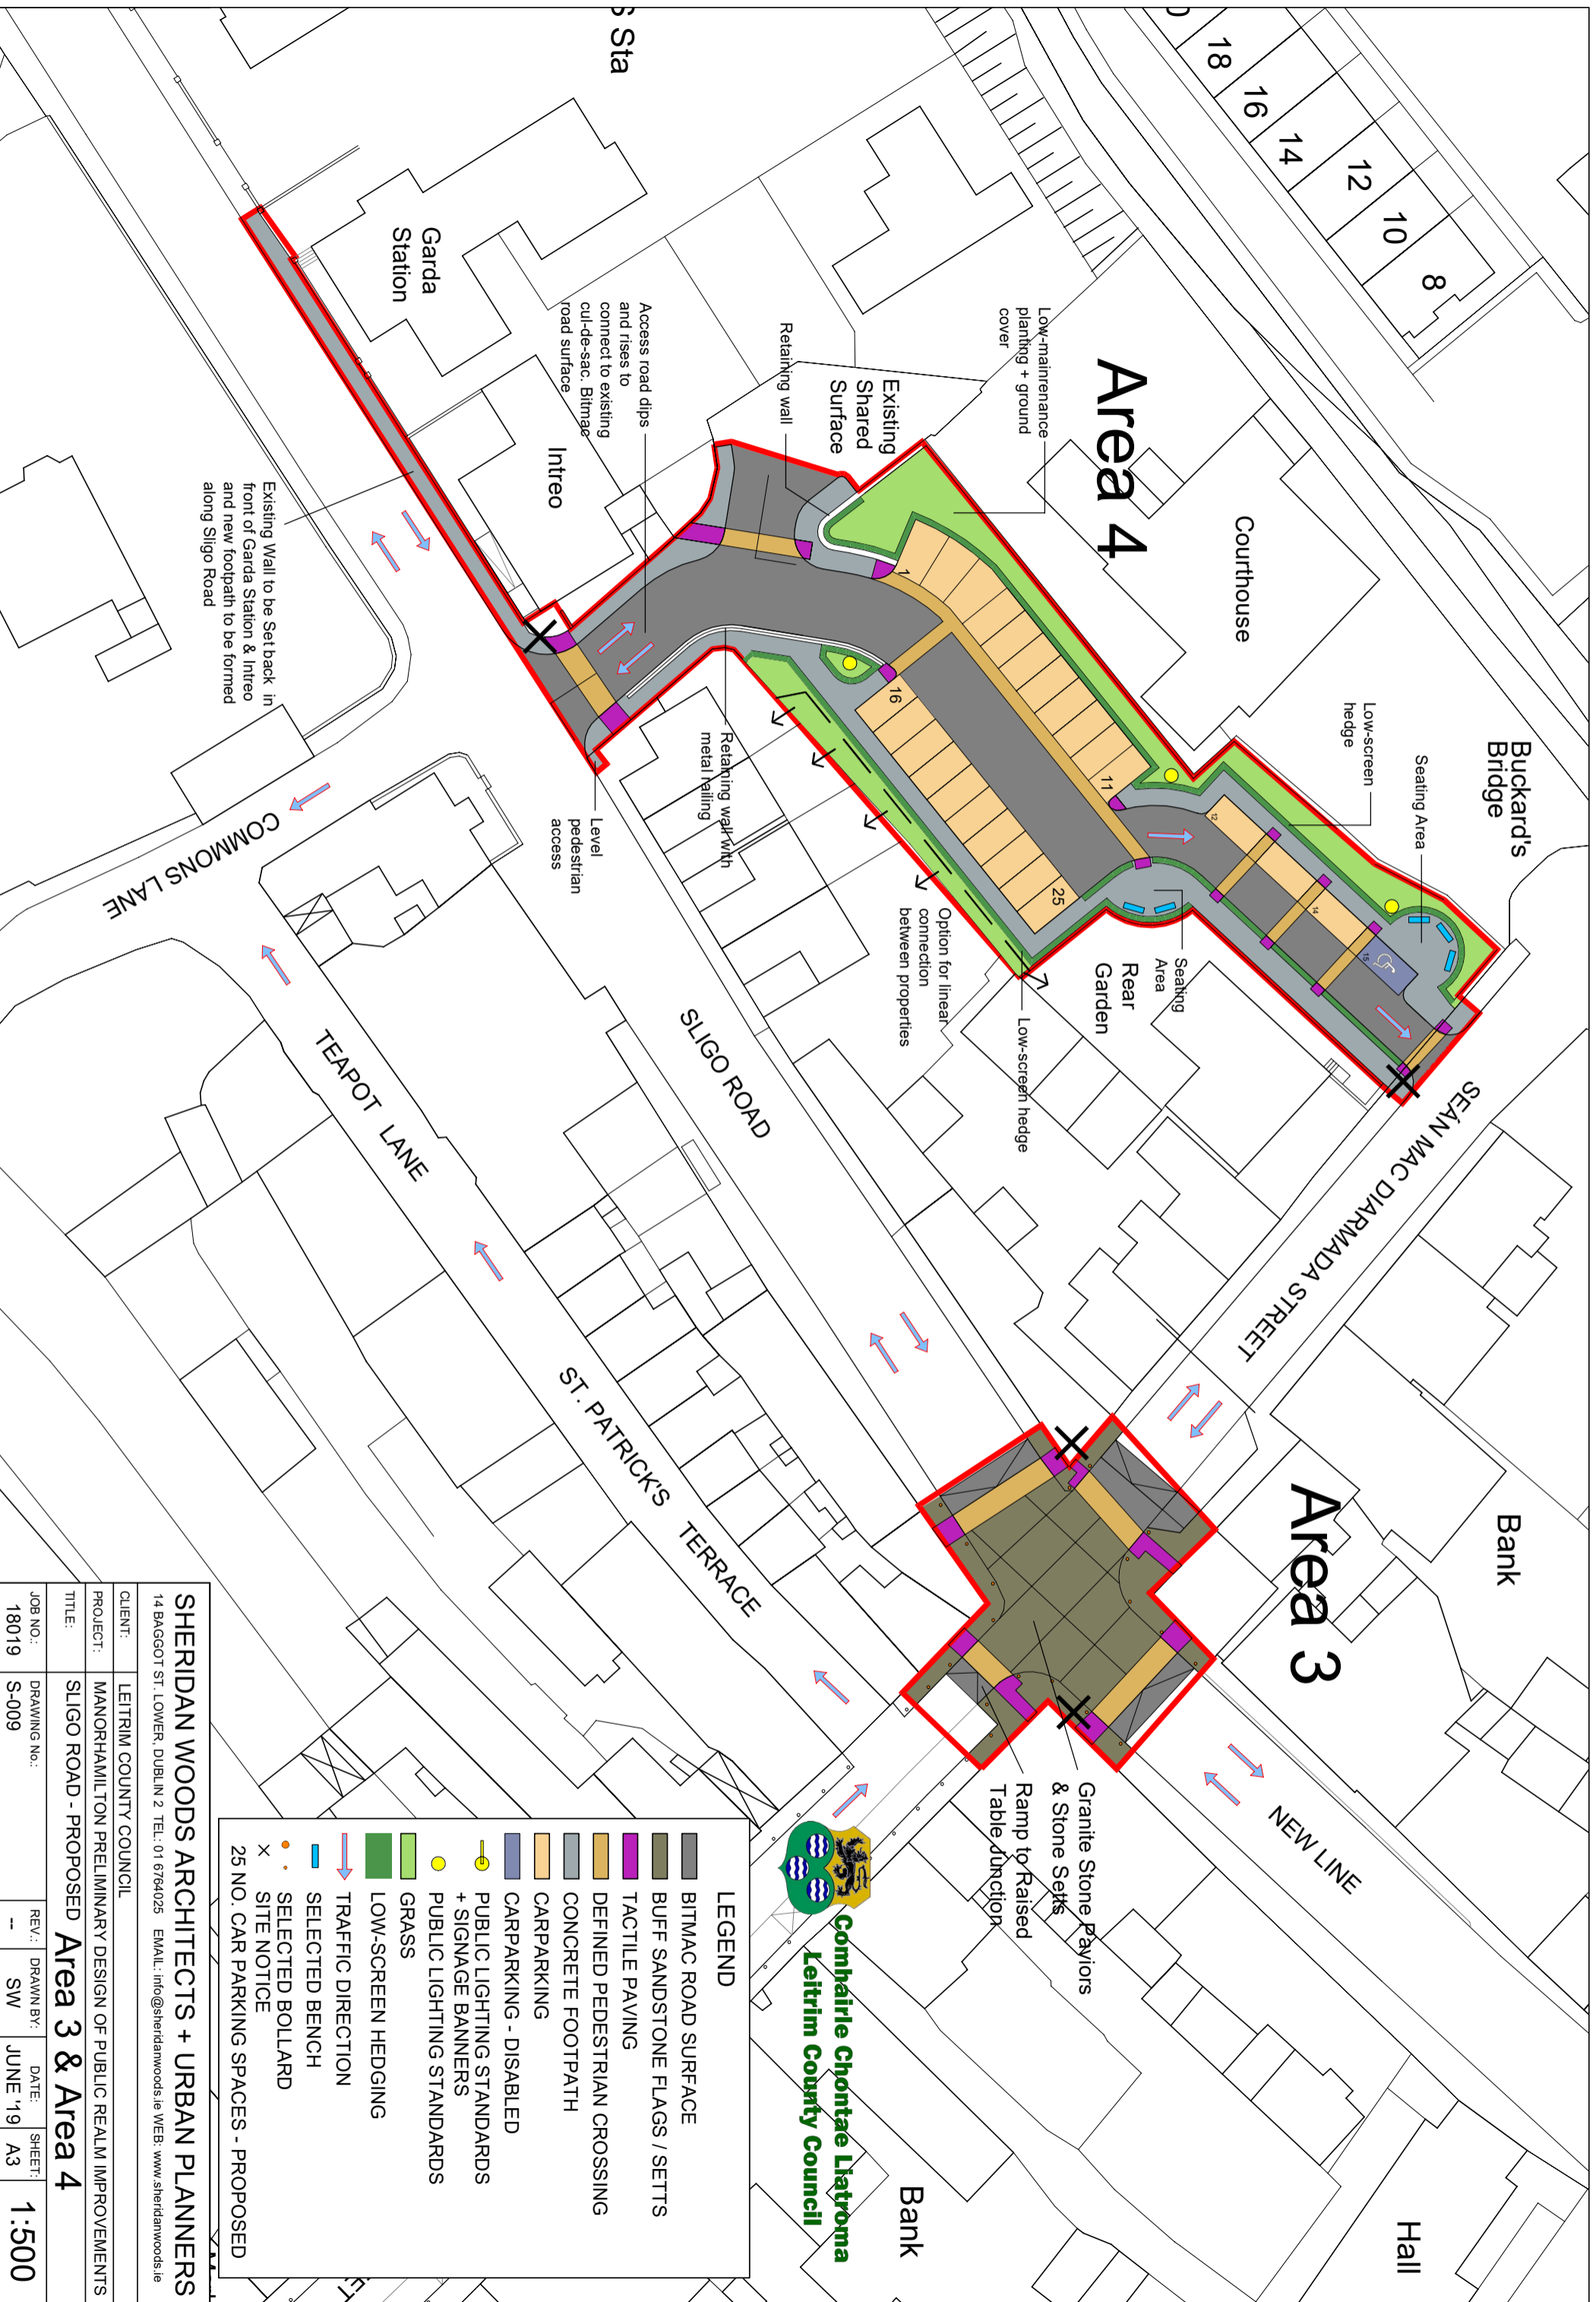 Area 4
Area 3
18
16
14
12
10
8
S Sta
Garda
Station
Intreo
Courthouse
Buckard's
Bridge
Existing
Shared
Surface
Low-mainrenance
planting + ground
cover
Retaining wall
Access road dips
and rises to
connect to existing
cul-de-sac. Bitmac
road surface
Existing Wall to be Set back in
front of Garda Station & Intreo
and new footpath to be formed
along Sligo Road
Low-screen
hedge
Seating Area
Seating
Area
Rear
Garden
Low-screen hedge
Option for linear
connection
between properties
Retaining wall with
metal railing
Level
pedestrian
access
1
11
12
14
15
16
25
COMMONS LANE
TEAPOT LANE
SLIGO ROAD
ST. PATRICK'S TERRACE
SEÁN MAC DIARMADA STREET
NEW LINE
Bank
Bank
Hall
Granite Stone Paviors
& Stone Setts
Ramp to Raised
Table Junction
Comhairle Chontae Liatroma
Leitrim County Council
LEGEND
BITMAC ROAD SURFACE
BUFF SANDSTONE FLAGS / SETTS
TACTILE PAVING
DEFINED PEDESTRIAN CROSSING
CONCRETE FOOTPATH
CARPARKING
CARPARKING - DISABLED
PUBLIC LIGHTING STANDARDS
+ SIGNAGE BANNERS
PUBLIC LIGHTING STANDARDS
GRASS
LOW-SCREEN HEDGING
TRAFFIC DIRECTION
SELECTED BENCH
SELECTED BOLLARD
SITE NOTICE
25 NO. CAR PARKING SPACES - PROPOSED
SHERIDAN WOODS ARCHITECTS + URBAN PLANNERS
14 BAGGOT ST. LOWER, DUBLIN 2 TEL: 01 6764025 EMAIL: info@sheridanwoods.ie WEB: www.sheridanwoods.ie
CLIENT: LEITRIM COUNTY COUNCIL
PROJECT: MANORHAMILTON PRELIMINARY DESIGN OF PUBLIC REALM IMPROVEMENTS
TITLE: SLIGO ROAD - PROPOSED Area 3 & Area 4
JOB NO.: DRAWING No.: REV.: DRAWN BY: DATE: SHEET:
18019 S-009 -- SW JUNE '19 A3 1:500